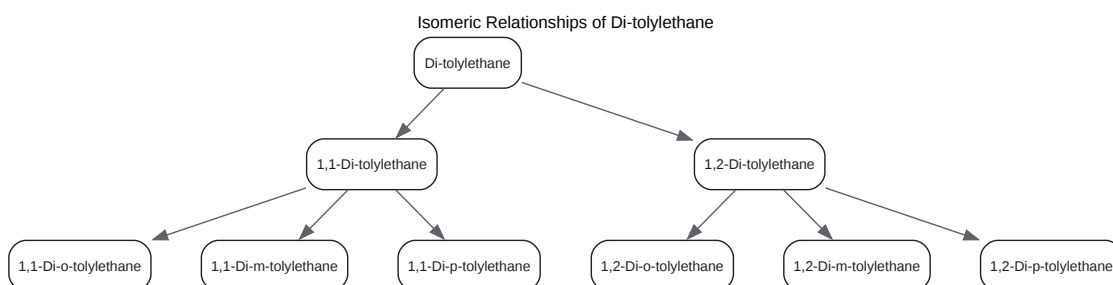 Isomeric Relationships of Di-tolylethane
Di-tolylethane
1,1-Di-tolylethane
1,2-Di-tolylethane
1,1-Di-o-tolylethane
1,1-Di-m-tolylethane
1,1-Di-p-tolylethane
1,2-Di-o-tolylethane
1,2-Di-m-tolylethane
1,2-Di-p-tolylethane